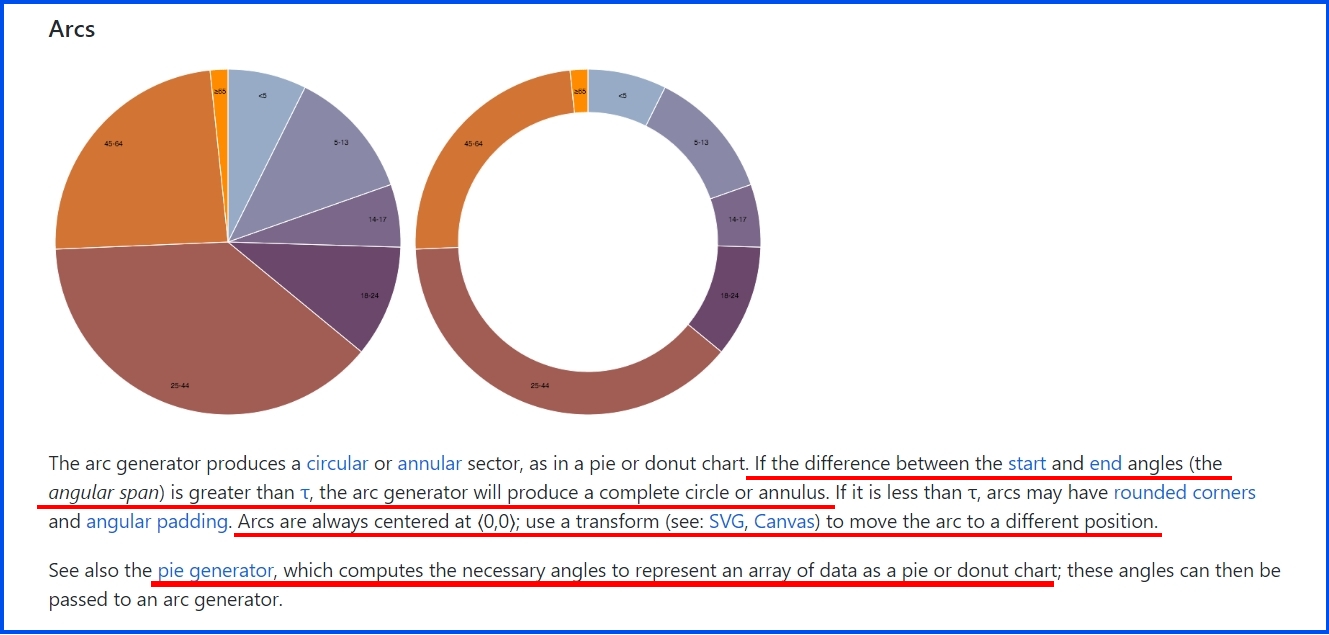 Arcs
≥65
<5
45-64
5-13
14-17
18-24
25-44
≥65
<5
45-64
5-13
14-17
18-24
25-44
The arc generator produces a circular or annular sector, as in a pie or donut chart. If the difference between the start and end angles (the
angular span) is greater than τ, the arc generator will produce a complete circle or annulus. If it is less than τ, arcs may have rounded corners
and angular padding. Arcs are always centered at ⟨0,0⟩; use a transform (see: SVG, Canvas) to move the arc to a different position.
See also the pie generator, which computes the necessary angles to represent an array of data as a pie or donut chart; these angles can then be
passed to an arc generator.